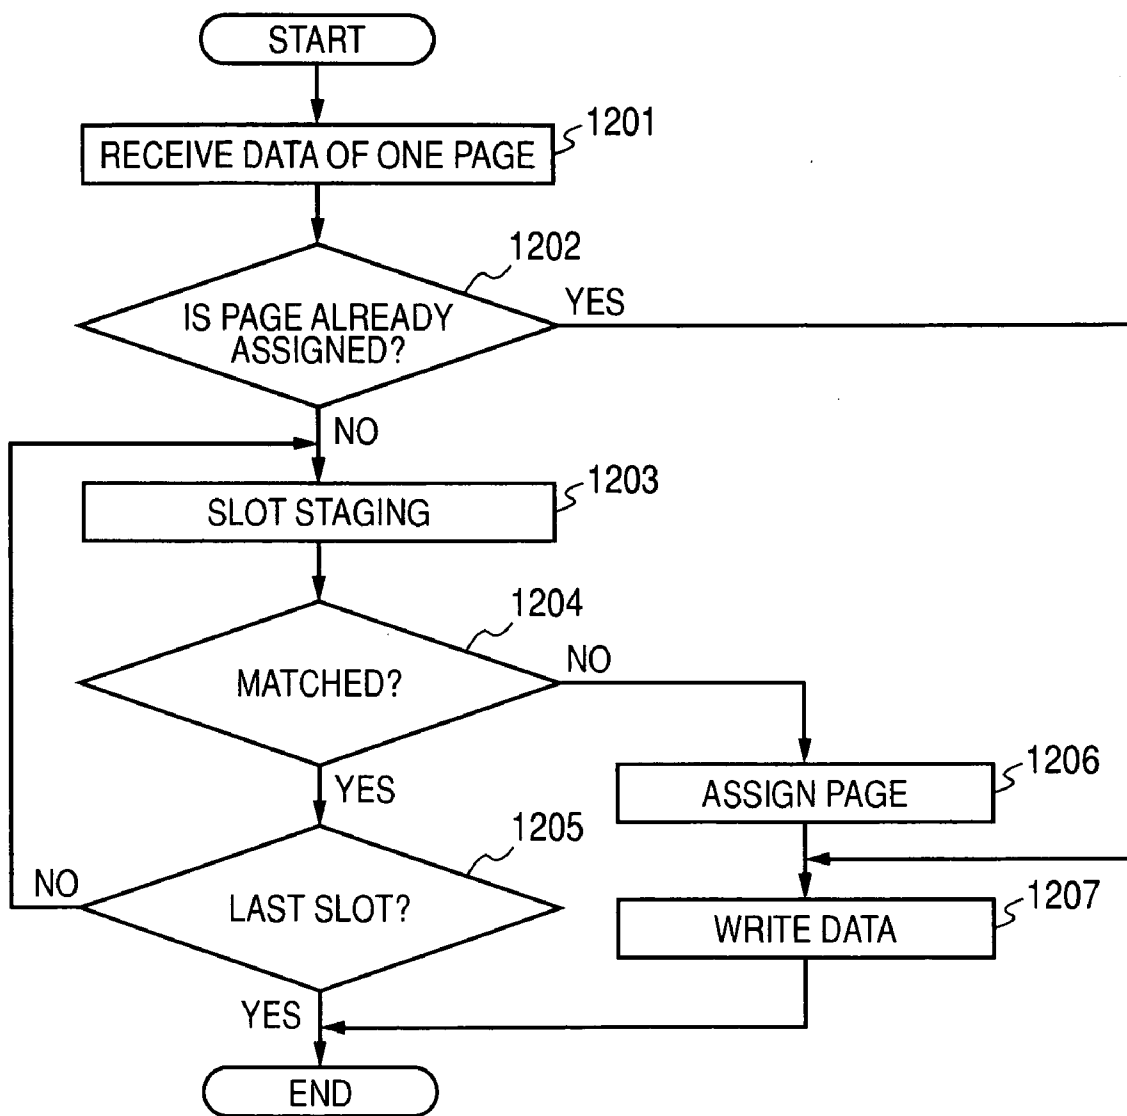 START
1201
RECEIVE DATA OF ONE PAGE
1202
IS PAGE ALREADY
ASSIGNED?
YES
NO
1203
SLOT STAGING
1204
MATCHED?
NO
YES
1206
ASSIGN PAGE
1205
LAST SLOT?
NO
1207
WRITE DATA
YES
END